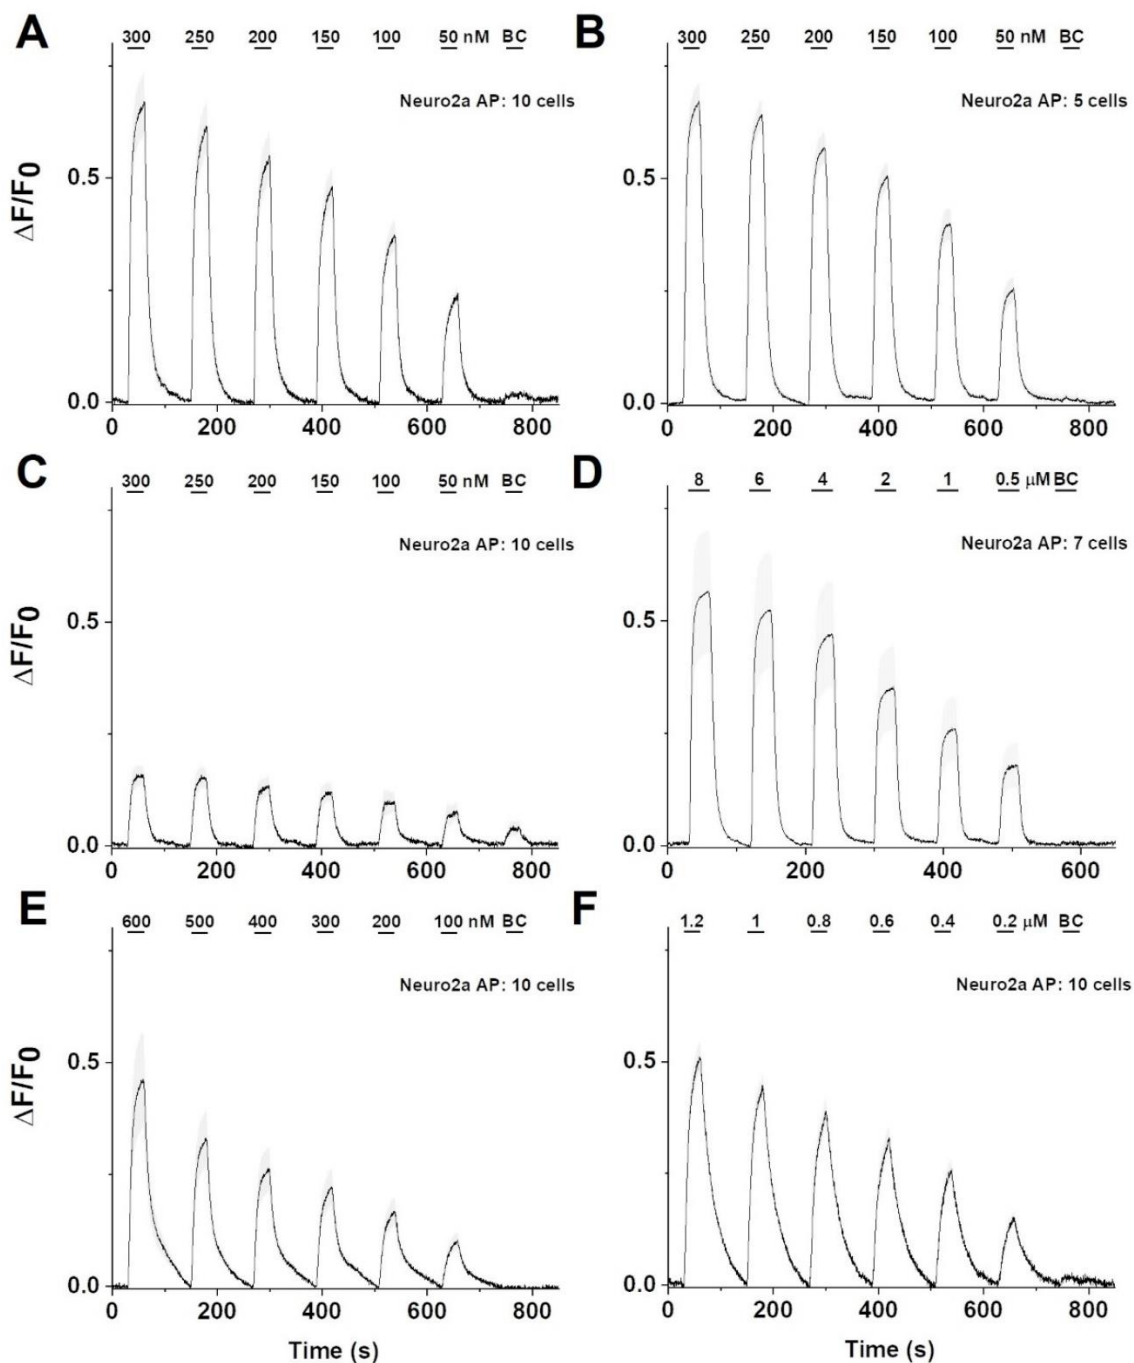 A
300 250 200 150 100 50 nM BC
Neuro2a AP: 10 cells
0.5
0.0
ΔF/F0
0 200 400 600 800
B
300 250 200 150 100 50 nM BC
Neuro2a AP: 5 cells
0.5
0.0
0 200 400 600 800
C
300 250 200 150 100 50 nM BC
Neuro2a AP: 10 cells
0.5
0.0
ΔF/F0
0 200 400 600 800
D
8 6 4 2 1 0.5 μM BC
Neuro2a AP: 7 cells
0.5
0.0
0 200 400 600
E
600 500 400 300 200 100 nM BC
Neuro2a AP: 10 cells
0.5
0.0
ΔF/F0
0 200 400 600 800
Time (s)
F
1.2 1 0.8 0.6 0.4 0.2 μM BC
Neuro2a AP: 10 cells
0.5
0.0
0 200 400 600 800
Time (s)